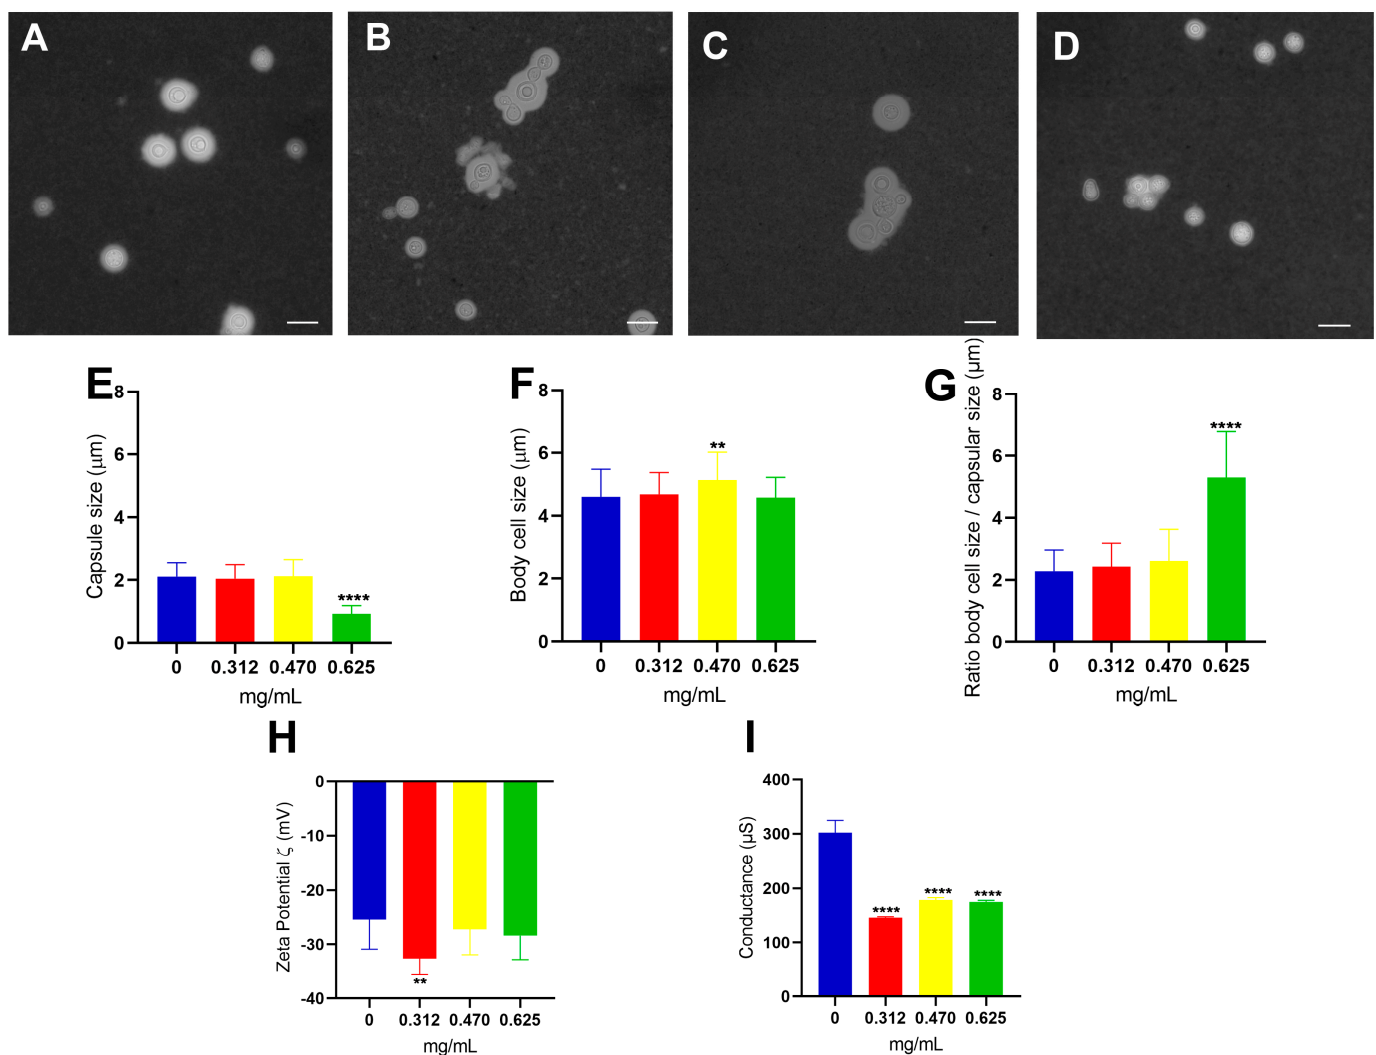 A
B
C
D
E
Capsule size (μm)
8
6
4
2
0
****
0 0.312 0.470 0.625
mg/mL
F
Body cell size (μm)
8
6
4
2
0
**
0 0.312 0.470 0.625
mg/mL
G
Ratio body cell size / capsular size (μm)
8
6
4
2
0
****
0 0.312 0.470 0.625
mg/mL
H
Zeta Potential ζ (mV)
0
-10
-20
-30
-40
**
0 0.312 0.470 0.625
mg/mL
I
Conductance (µS)
400
300
200
100
0
**** **** ****
0 0.312 0.470 0.625
mg/mL